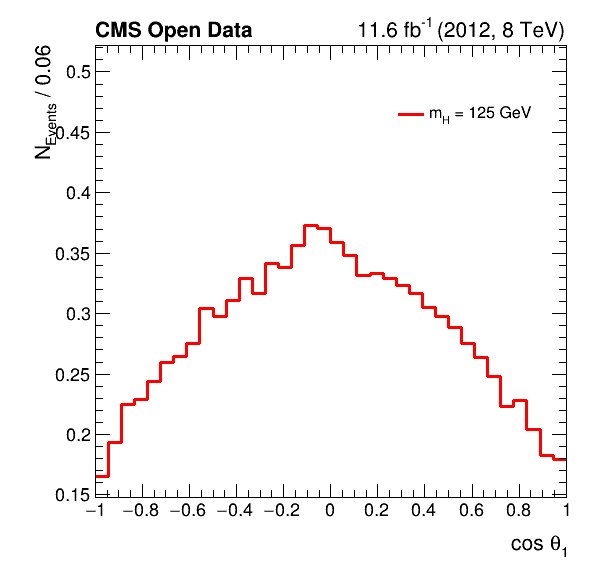 CMS Open Data 11.6 fb⁻¹ (2012, 8 TeV)
N_Events / 0.06
m_H = 125 GeV
0.5
0.45
0.4
0.35
0.3
0.25
0.2
0.15
−1 −0.8 −0.6 −0.4 −0.2 0 0.2 0.4 0.6 0.8 1
cos θ₁